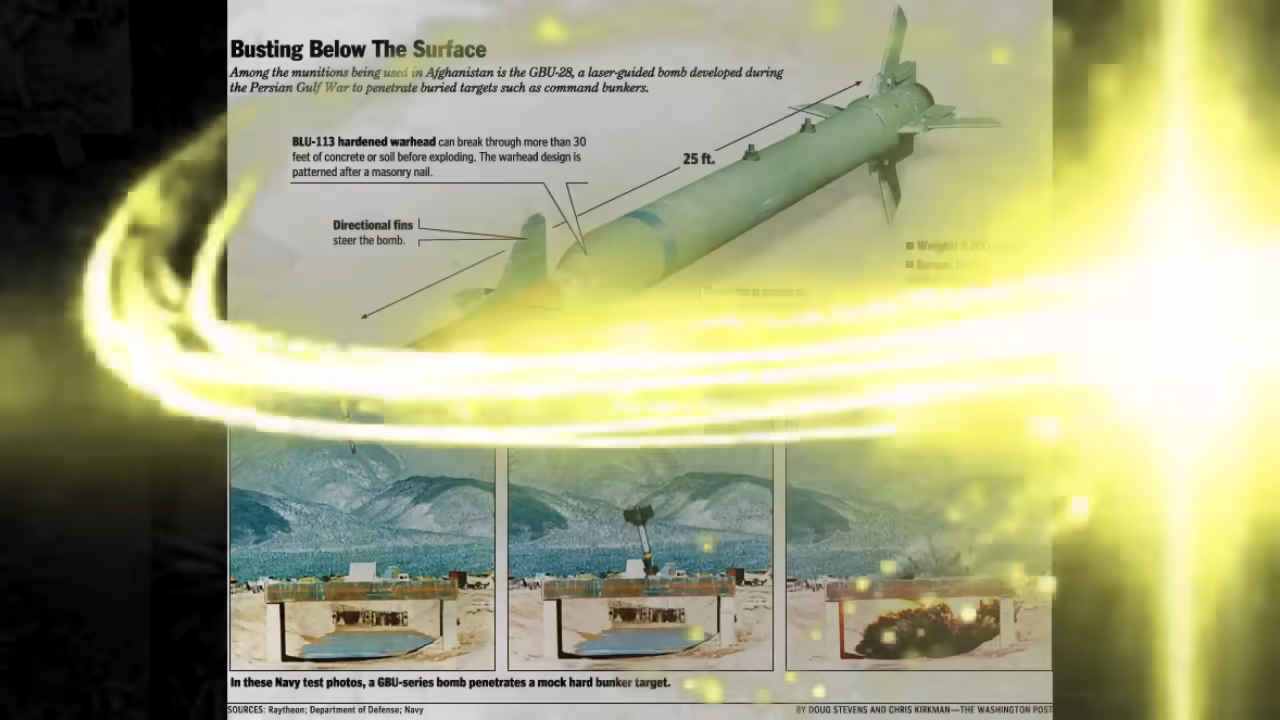 Busting Below The Surface
Among the munitions being used in Afghanistan is the GBU-28, a laser-guided bomb developed during
the Persian Gulf War to penetrate buried targets such as command bunkers.
BLU-113 hardened warhead can break through more than 30
feet of concrete or soil before exploding. The warhead design is
patterned after a masonry nail.
25 ft.
Directional fins
steer the bomb.
Weight:
In these Navy test photos, a GBU-series bomb penetrates a mock hard bunker target.
SOURCES: Raytheon; Department of Defense; Navy
BY DOUG STEVENS AND CHRIS KIRKMAN—THE WASHINGTON POST